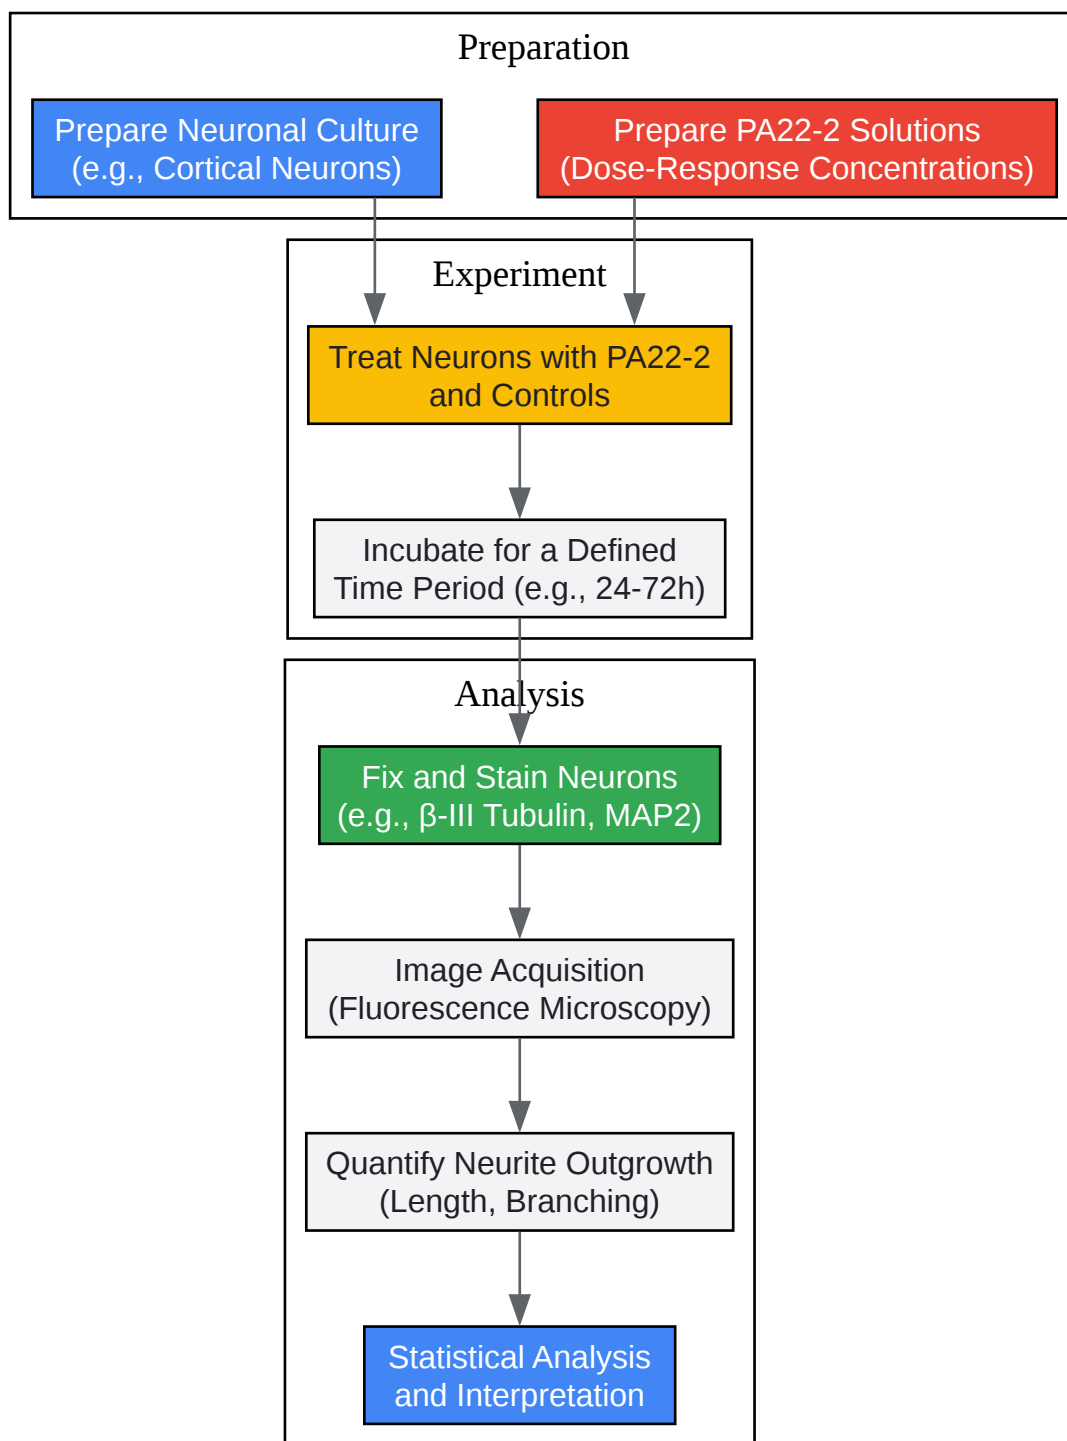 Preparation
Prepare Neuronal Culture
(e.g., Cortical Neurons)
Prepare PA22-2 Solutions
(Dose-Response Concentrations)
Experiment
Treat Neurons with PA22-2
and Controls
Incubate for a Defined
Time Period (e.g., 24-72h)
Analysis
Fix and Stain Neurons
(e.g., β-III Tubulin, MAP2)
Image Acquisition
(Fluorescence Microscopy)
Quantify Neurite Outgrowth
(Length, Branching)
Statistical Analysis
and Interpretation